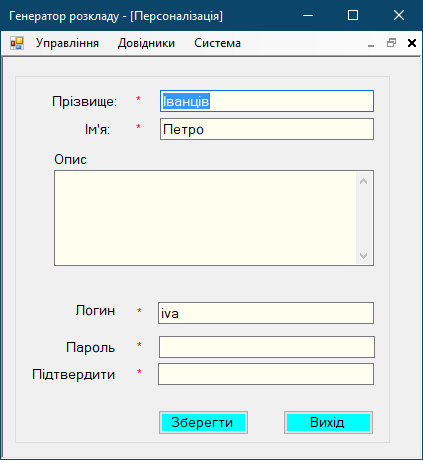 Генератор розкладу - [Персоналізація]
Управління Довідники Система
Прізвище: * Іванців
Ім'я: * Петро
Опис
Логин * iva
Пароль *
Підтвердити *
Зберегти Вихід